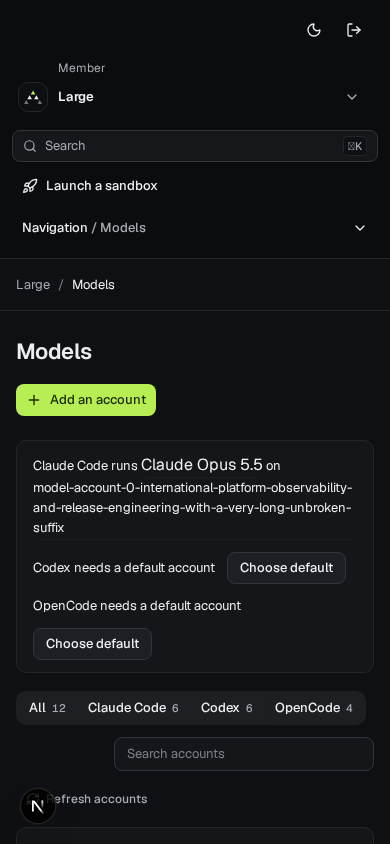 Member
Large
Search
K
Launch a sandbox
Navigation / Models
Large / Models
Models
Add an account
Claude Code runs Claude Opus 5.5 on
model-account-0-international-platform-observability-
and-release-engineering-with-a-very-long-unbroken-
suffix
Codex needs a default account
Choose default
OpenCode needs a default account
Choose default
All 12 Claude Code 6 Codex 6 OpenCode 4
Search accounts
N
efresh accounts